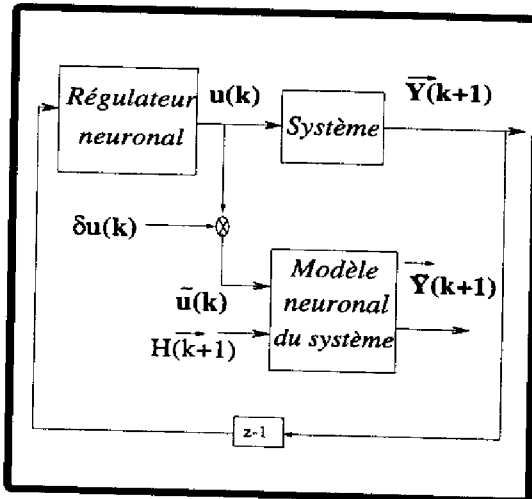 Régulateur
neuronal
u(k)
Système
Y(k+1)
δu(k)
ũ(k)
H(k+1)
Modèle
neuronal
du système
Ỹ(k+1)
z-1